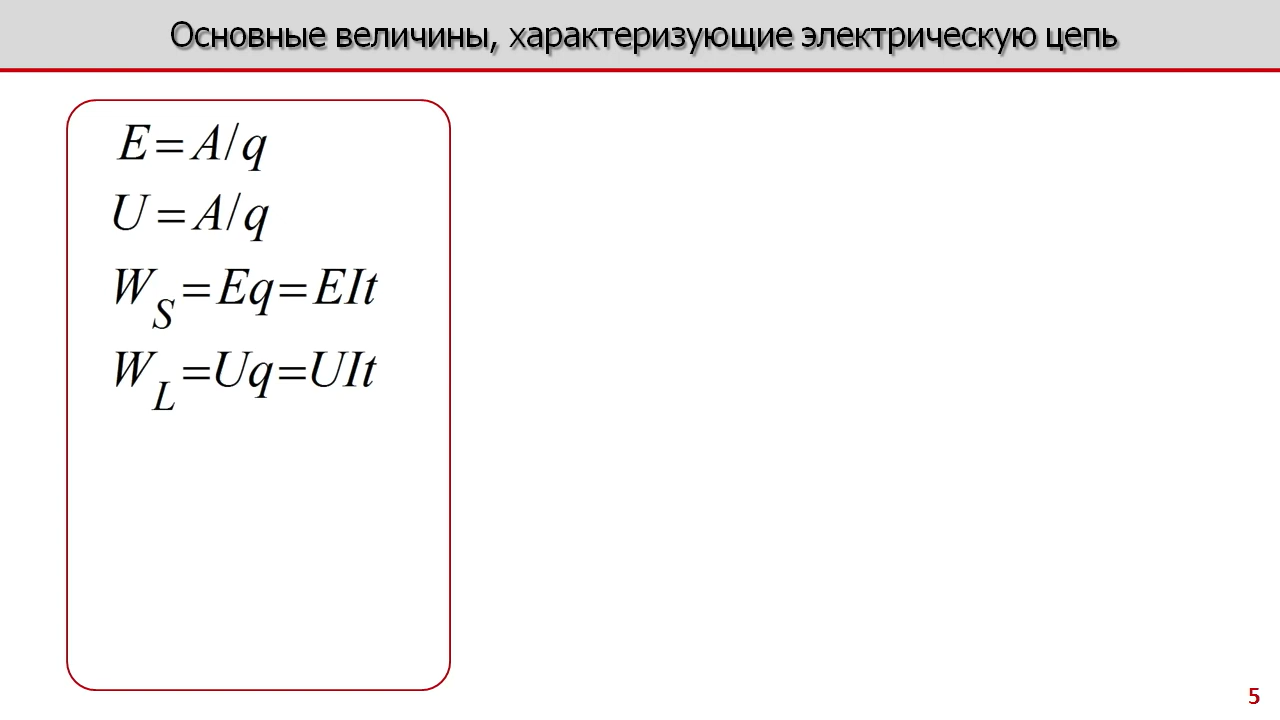 Основные величины, характеризующие электрическую цепь
E = A/q
U = A/q
W_S = Eq = EIt
W_L = Uq = UIt
5